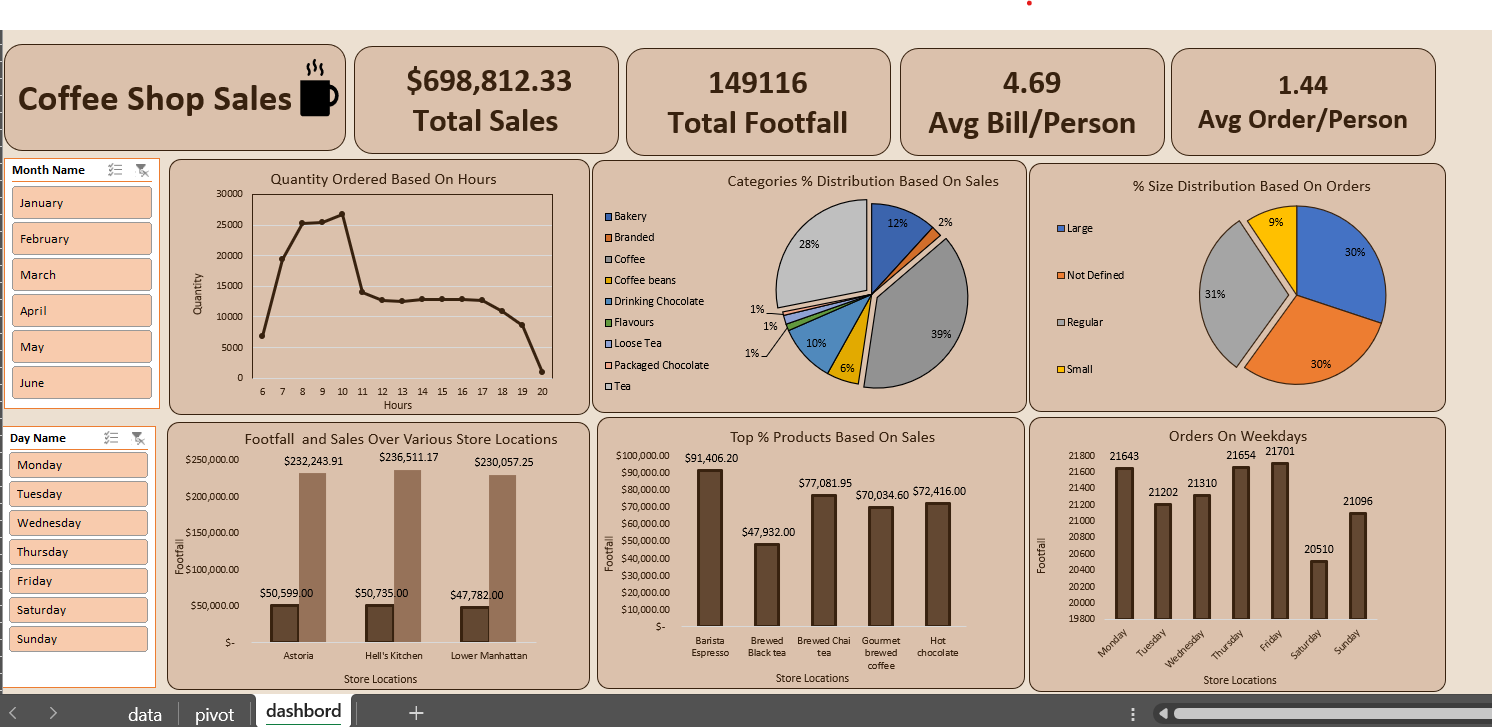 Coffee Shop Sales
$698,812.33
Total Sales
149116
Total Footfall
4.69
Avg Bill/Person
1.44
Avg Order/Person
Month Name
January
February
March
April
May
June
Day Name
Monday
Tuesday
Wednesday
Thursday
Friday
Saturday
Sunday
Quantity Ordered Based On Hours
Quantity
30000
25000
20000
15000
10000
5000
0
6 7 8 9 10 11 12 13 14 15 16 17 18 19 20
Hours
Categories % Distribution Based On Sales
Bakery
Branded
Coffee
Coffee beans
Drinking Chocolate
Flavours
Loose Tea
Packaged Chocolate
Tea
12%
2%
39%
6%
10%
1%
1%
1%
28%
% Size Distribution Based On Orders
Large
Not Defined
Regular
Small
30%
30%
31%
9%
Footfall and Sales Over Various Store Locations
Footfall
$250,000.00
$200,000.00
$150,000.00
$100,000.00
$50,000.00
$-
$232,243.91
$236,511.17
$230,057.25
$50,599.00
$50,735.00
$47,782.00
Astoria
Hell's Kitchen
Lower Manhattan
Store Locations
Top % Products Based On Sales
Footfall
$100,000.00
$90,000.00
$80,000.00
$70,000.00
$60,000.00
$50,000.00
$40,000.00
$30,000.00
$20,000.00
$10,000.00
$-
$91,406.20
$47,932.00
$77,081.95
$70,034.60
$72,416.00
Barista
Espresso
Brewed
Black tea
Brewed Chai
tea
Gourmet
brewed
coffee
Hot
chocolate
Store Locations
Orders On Weekdays
Footfall
21800
21600
21400
21200
21000
20800
20600
20400
20200
20000
19800
21643
21202
21310
21654
21701
20510
21096
Monday
Tuesday
Wednesday
Thursday
Friday
Saturday
Sunday
Store Locations
data
pivot
dashbord